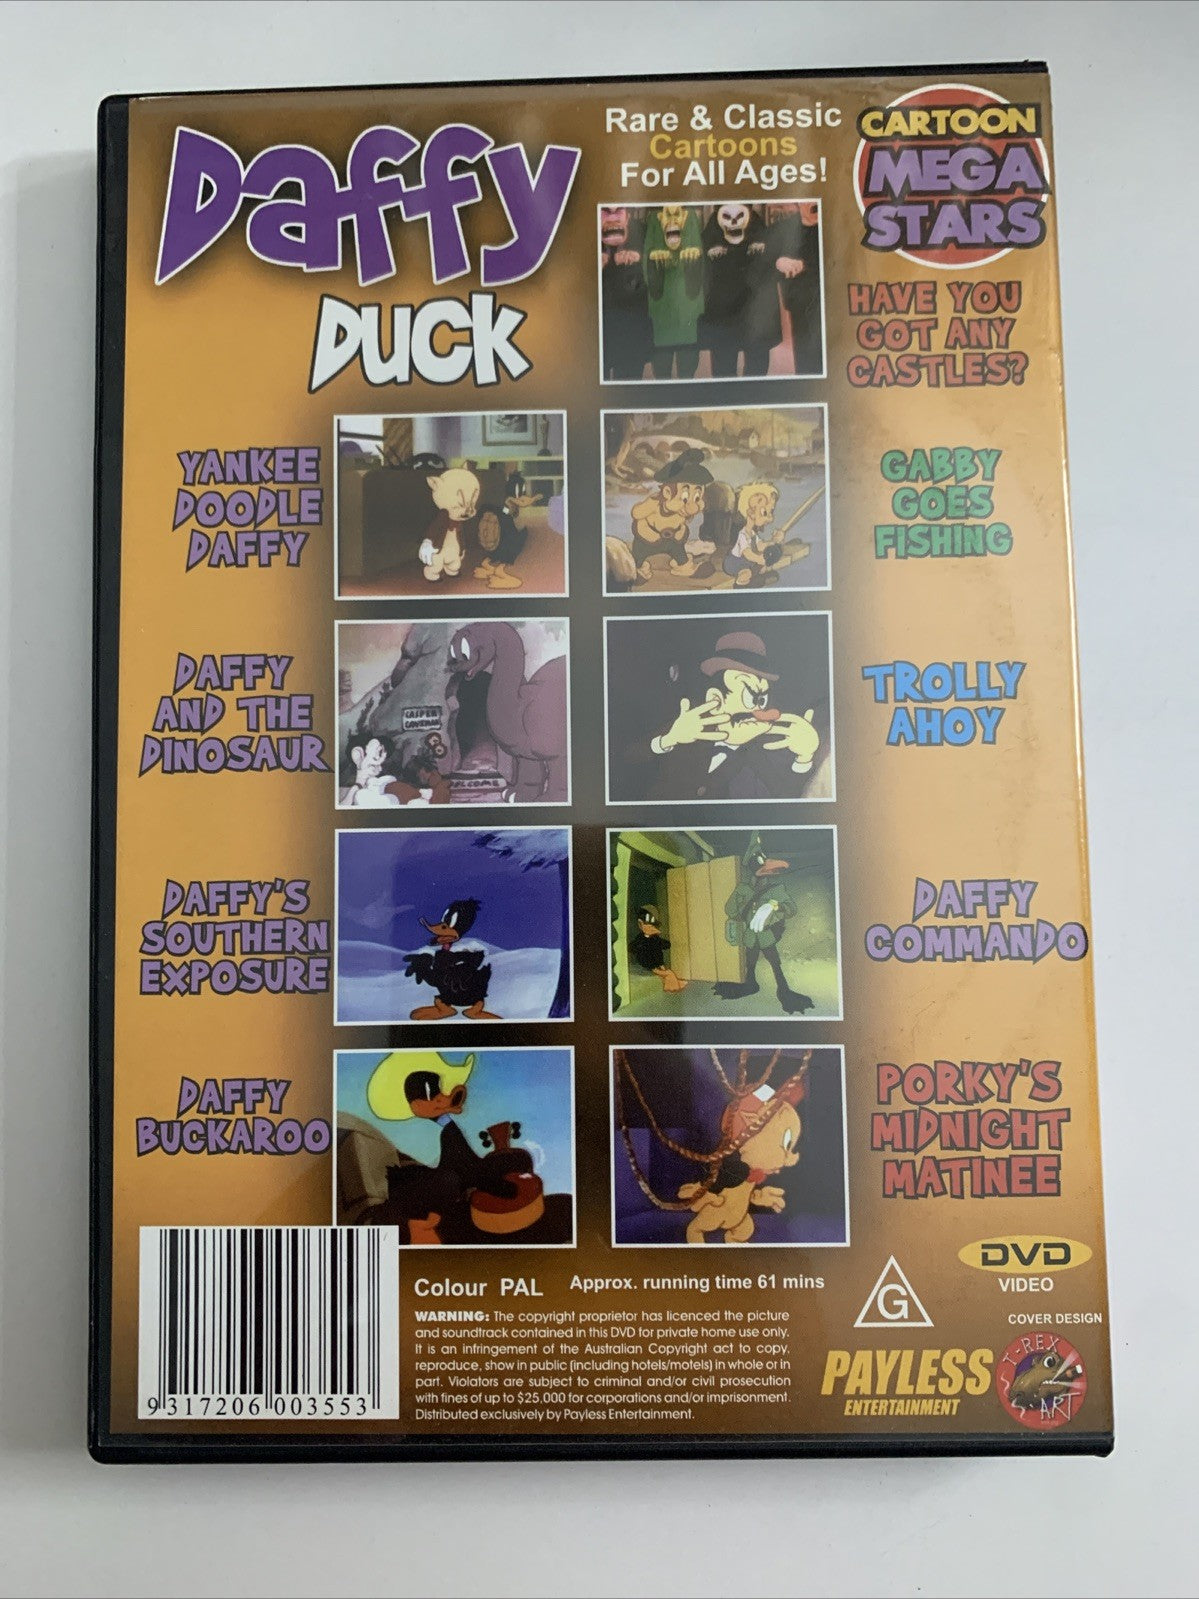 Daffy
DUCK
Rare & Classic
Cartoons
For All Ages!
CARTOON
MEGA
STARS
HAVE YOU
GOT ANY
CASTLES?
YANKEE
DOODLE
DAFFY
GABBY
GOES
FISHING
DAFFY
AND THE
DINOSAUR
CASPER
CAVEMAN
WELCOME
TROLLY
AHOY
DAFFY'S
SOUTHERN
EXPOSURE
DAFFY
COMMANDO
DAFFY
BUCKAROO
PORKY'S
MIDNIGHT
MATINEE
9 317206 003553
Colour PAL Approx. running time 61 mins
WARNING: The copyright proprietor has licenced the picture
and soundtrack contained in this DVD for private home use only.
It is an infringement of the Australian Copyright act to copy,
reproduce, show in public (including hotels/motels) in whole or in
part. Violators are subject to criminal and/or civil prosecution
with fines of up to $25,000 for corporations and/or imprisonment.
Distributed exclusively by Payless Entertainment.
G
DVD
VIDEO
COVER DESIGN
T-REX
ART
PAYLESS
ENTERTAINMENT